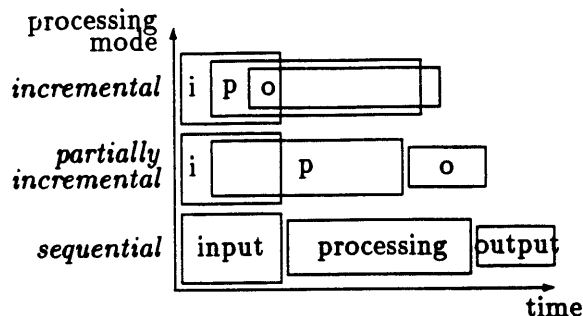 processing
mode
incremental
i p o
partially
incremental
i p o
sequential
input processing output
time